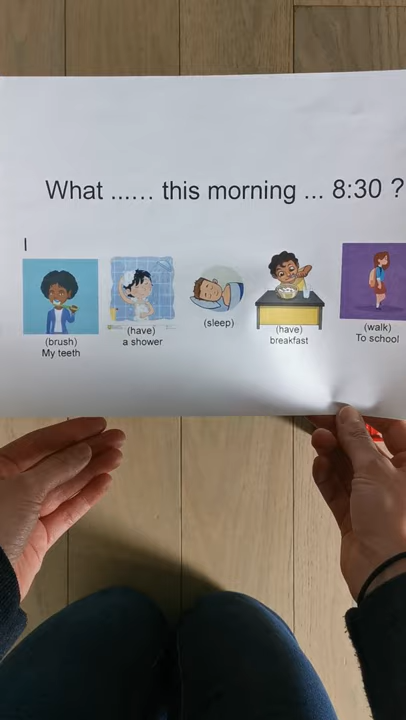 What ...... this morning ... 8:30 ?
I
(brush)
My teeth
(have)
a shower
(sleep)
(have)
breakfast
(walk)
To school